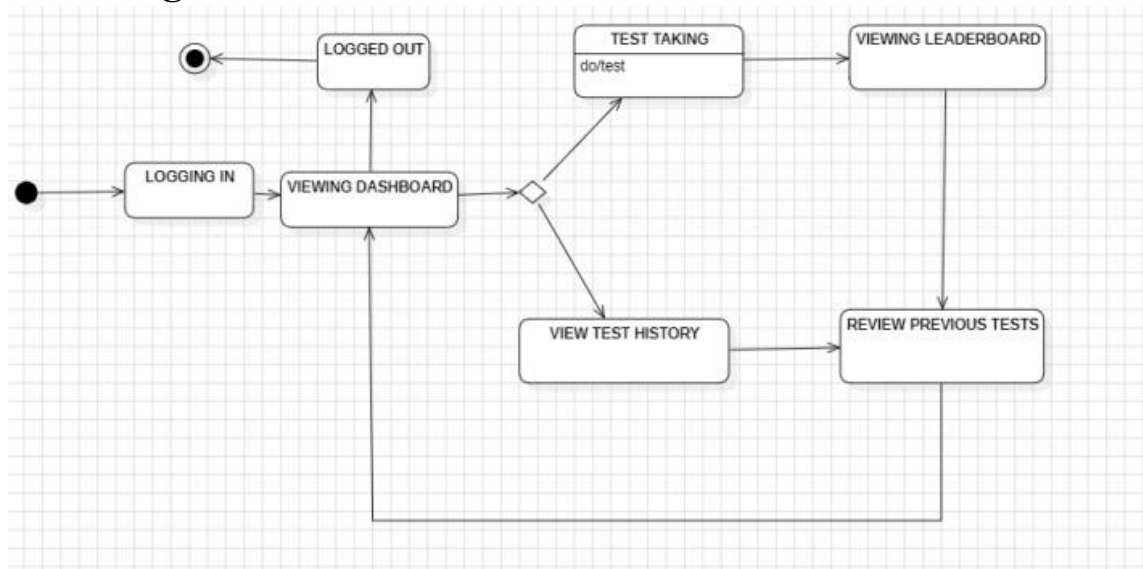 LOGGED OUT
TEST TAKING
do/test
VIEWING LEADERBOARD
LOGGING IN
VIEWING DASHBOARD
VIEW TEST HISTORY
REVIEW PREVIOUS TESTS